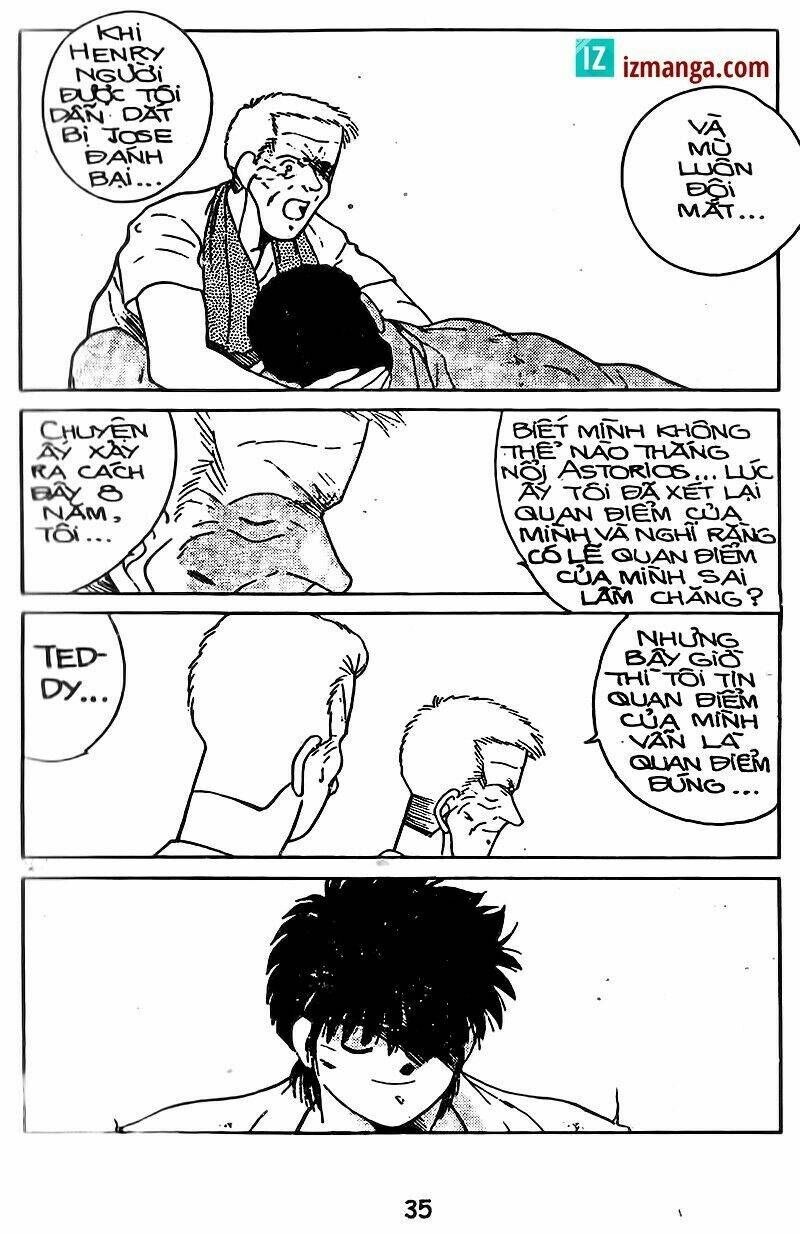 IZ izmanga.com
KHI
HENRY
NGƯỜI
ĐƯỢC TÔI
DẪN DẮT
BỊ JOSE
ĐÁNH
BẠI...
VÀ
MÙ
LUÔN
ĐÔI
MẮT...
CHUYỆN
ẤY XẢY
RA CÁCH
ĐÂY 8
NĂM,
TÔI...
BIẾT MÌNH KHÔNG
THỂ NÀO THẮNG
NỔI ASTORIOS... LÚC
ẤY TÔI ĐÃ XÉT LẠI
QUAN ĐIỂM CỦA
MÌNH VÀ NGHĨ RẰNG
CÓ LẼ QUAN ĐIỂM
CỦA MÌNH SAI
LẦM CHĂNG?
TED-
DY...
NHƯNG
BÂY GIỜ
THÌ TÔI TIN
QUAN ĐIỂM
CỦA MÌNH
VẪN LÀ
QUAN ĐIỂM
ĐÚNG...
35